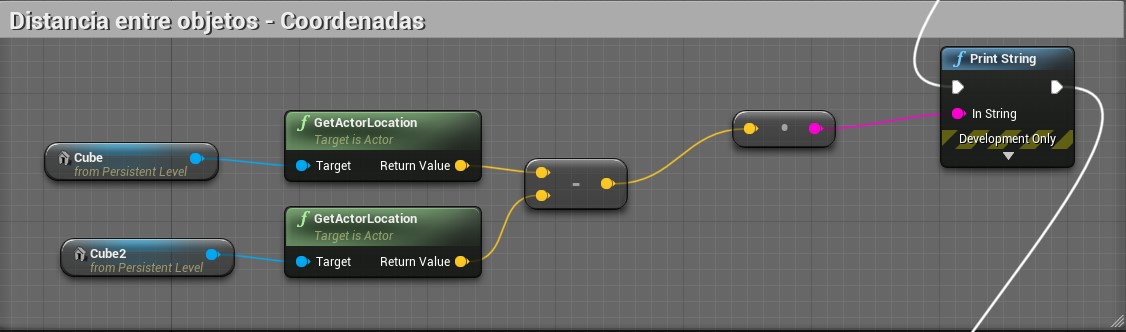 Distancia entre objetos - Coordenadas
f Print String
In String
Development Only
f GetActorLocation
Target is Actor
Target Return Value
Cube
from Persistent Level
-
f GetActorLocation
Target is Actor
Target Return Value
Cube2
from Persistent Level